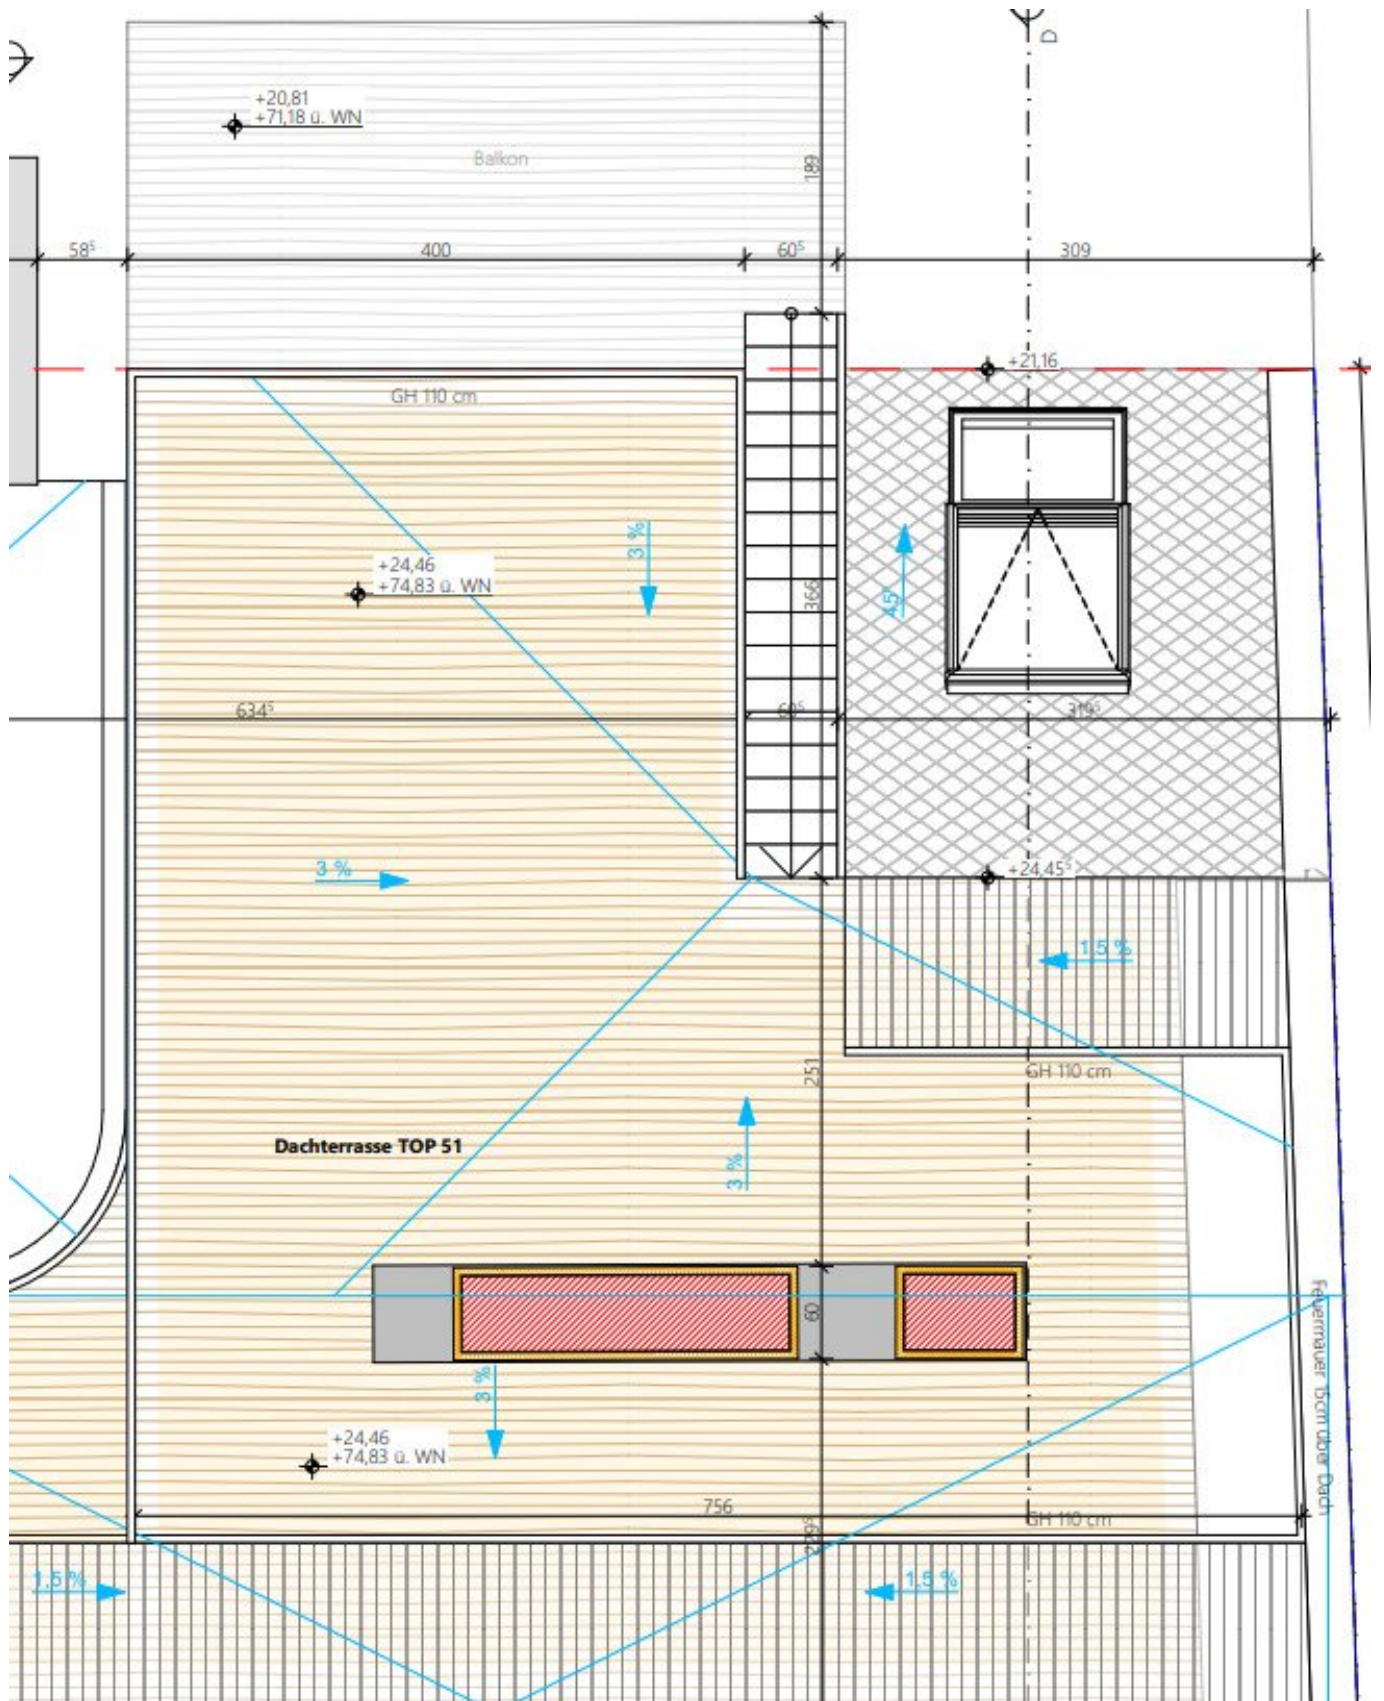 D
+20,81
+71,18 ü. WN
Balkon
189
58⁵
400
60⁵
309
+21,16
GH 110 cm
3 %
+24,46
+74,83 ü. WN
366
45°
634⁵
60⁵
319⁵
3 %
+24,45⁵
1,5 %
251
GH 110 cm
Dachterrasse TOP 51
3 %
60
Feuermauer 15cm über Dach
3 %
+24,46
+74,83 ü. WN
756
GH 110 cm
229⁵
1,5 %
1,5 %